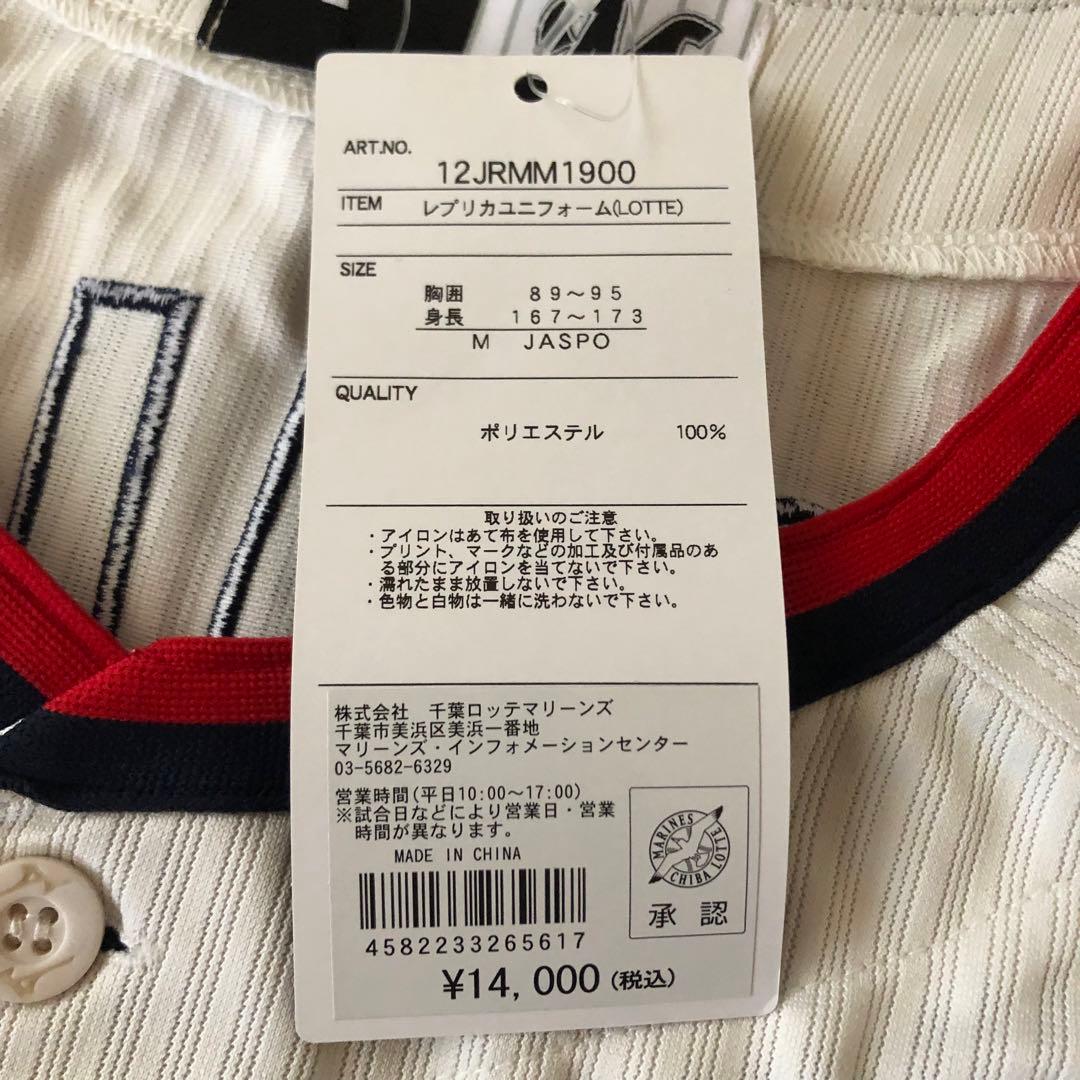 ART.NO.
12JRMM1900
ITEM レプリカユニフォーム(LOTTE)
SIZE
胸囲 89～95
身長 167～173
M JASPO
QUALITY
ポリエステル 100%
取り扱いのご注意
・アイロンはあて布を使用して下さい。
・プリント、マークなどの加工及び付属品のあ
る部分にアイロンを当てないで下さい。
・濡れたまま放置しないで下さい。
・色物と白物は一緒に洗わないで下さい。
株式会社 千葉ロッテマリーンズ
千葉市美浜区美浜一番地
マリーンズ・インフォメーションセンター
03-5682-6329
営業時間(平日10:00～17:00)
※試合日などにより営業日・営業
時間が異なります。
MADE IN CHINA
MARINES
CHIBA LOTTE
承認
4582233265617
¥14,000(税込)